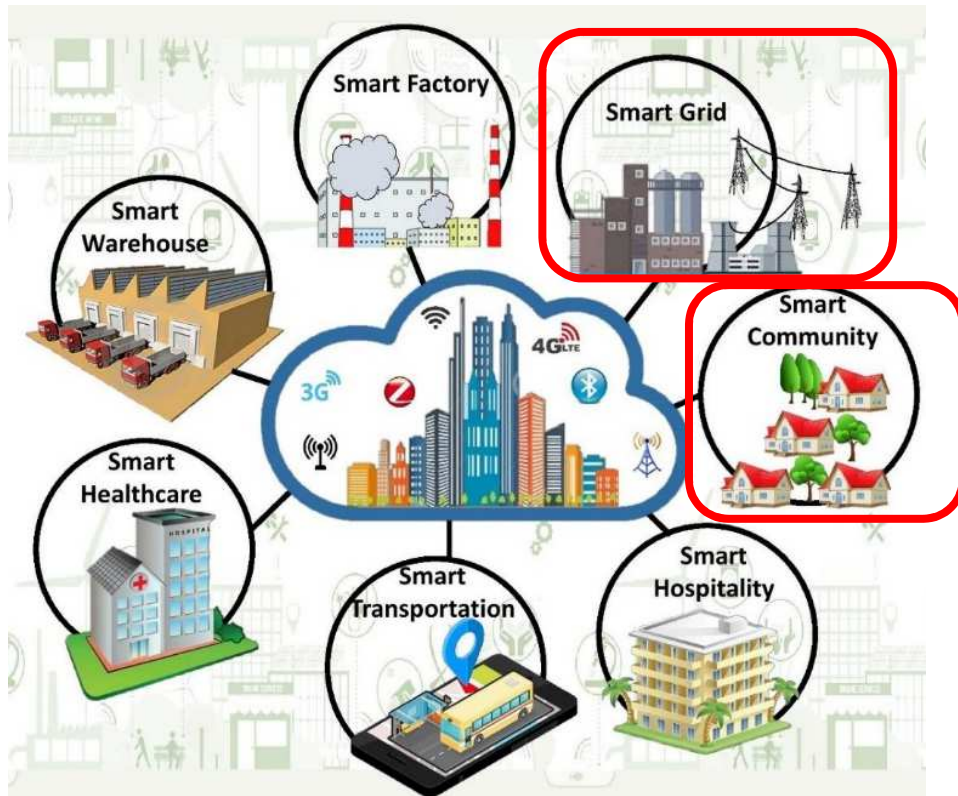 Smart Factory
Smart Grid
Smart
Warehouse
Smart
Community
3G
4G LTE
Smart
Healthcare
HOSPITAL
Smart
Transportation
Smart
Hospitality